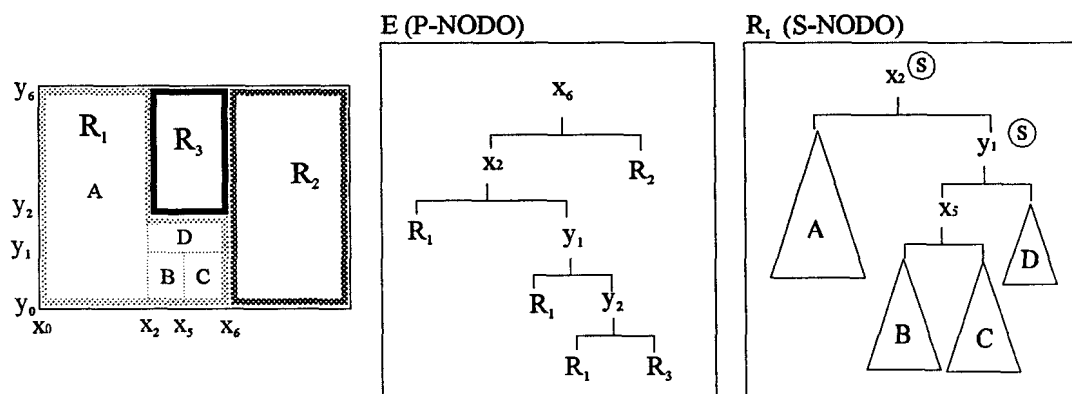 y₆
R₁
R₃
R₂
A
y₂
D
y₁
B C
y₀
x₀ x₂ x₅ x₆
E (P-NODO)
x₆
x₂ R₂
R₁ y₁
R₁ y₂
R₁ R₃
R₁ (S-NODO)
x₂ Ⓢ
y₁ Ⓢ
x₅
A
D
B C